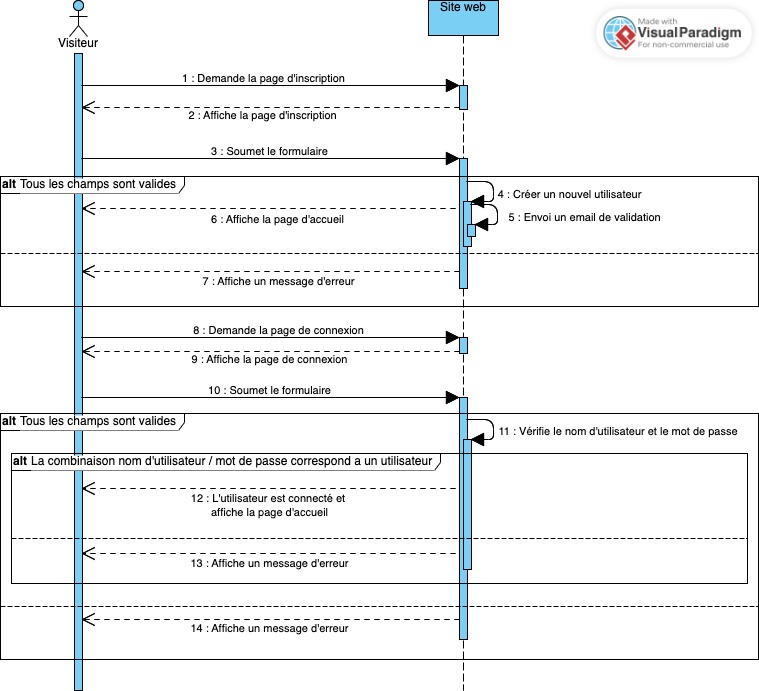 Site web
Made with
VisualParadigm
For non-commercial use
Visiteur
1 : Demande la page d'inscription
2 : Affiche la page d'inscription
3 : Soumet le formulaire
alt Tous les champs sont valides
4 : Créer un nouvel utilisateur
5 : Envoi un email de validation
6 : Affiche la page d'accueil
7 : Affiche un message d'erreur
8 : Demande la page de connexion
9 : Affiche la page de connexion
10 : Soumet le formulaire
alt Tous les champs sont valides
11 : Vérifie le nom d'utilisateur et le mot de passe
alt La combinaison nom d'utilisateur / mot de passe correspond a un utilisateur
12 : L'utilisateur est connecté et
affiche la page d'accueil
13 : Affiche un message d'erreur
14 : Affiche un message d'erreur